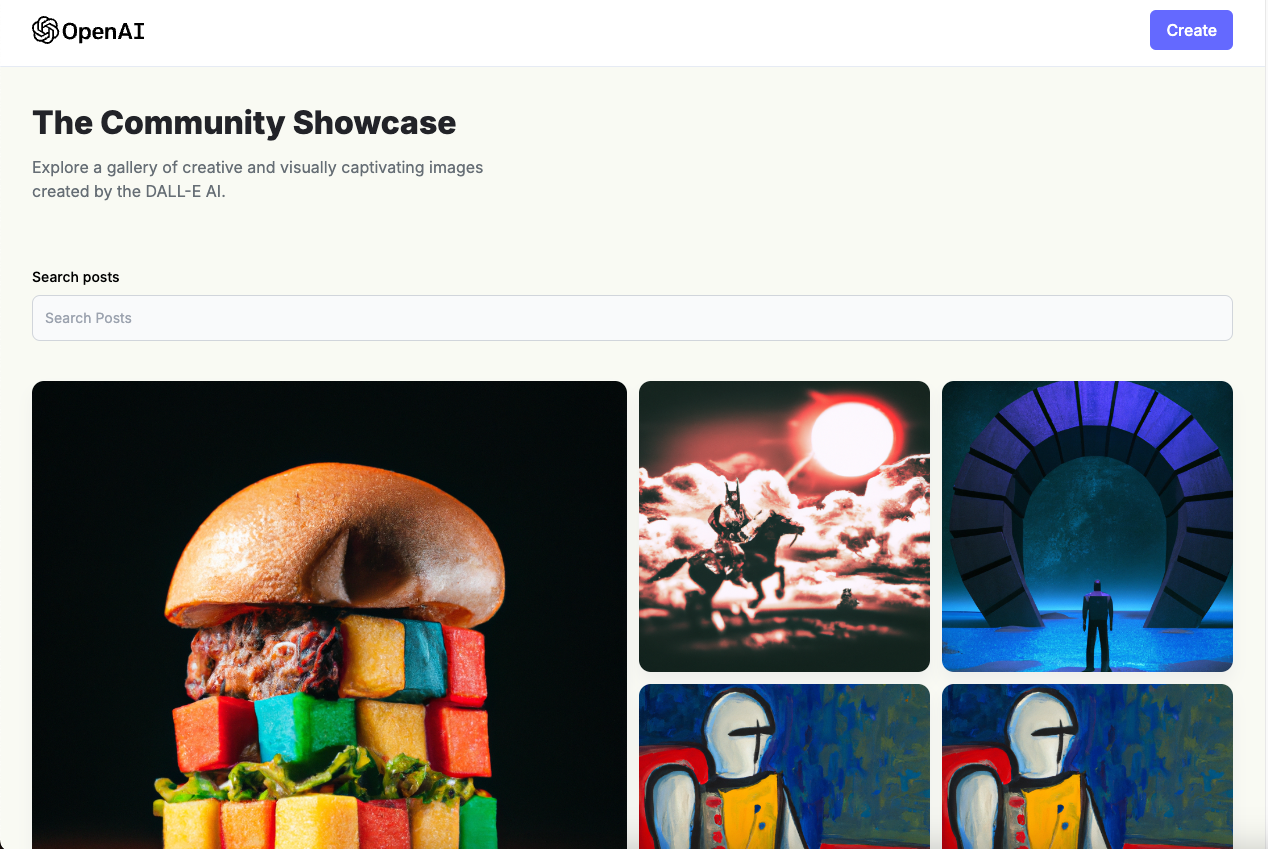 OpenAI
Create
The Community Showcase
Explore a gallery of creative and visually captivating images
created by the DALL-E AI.
Search posts
Search Posts